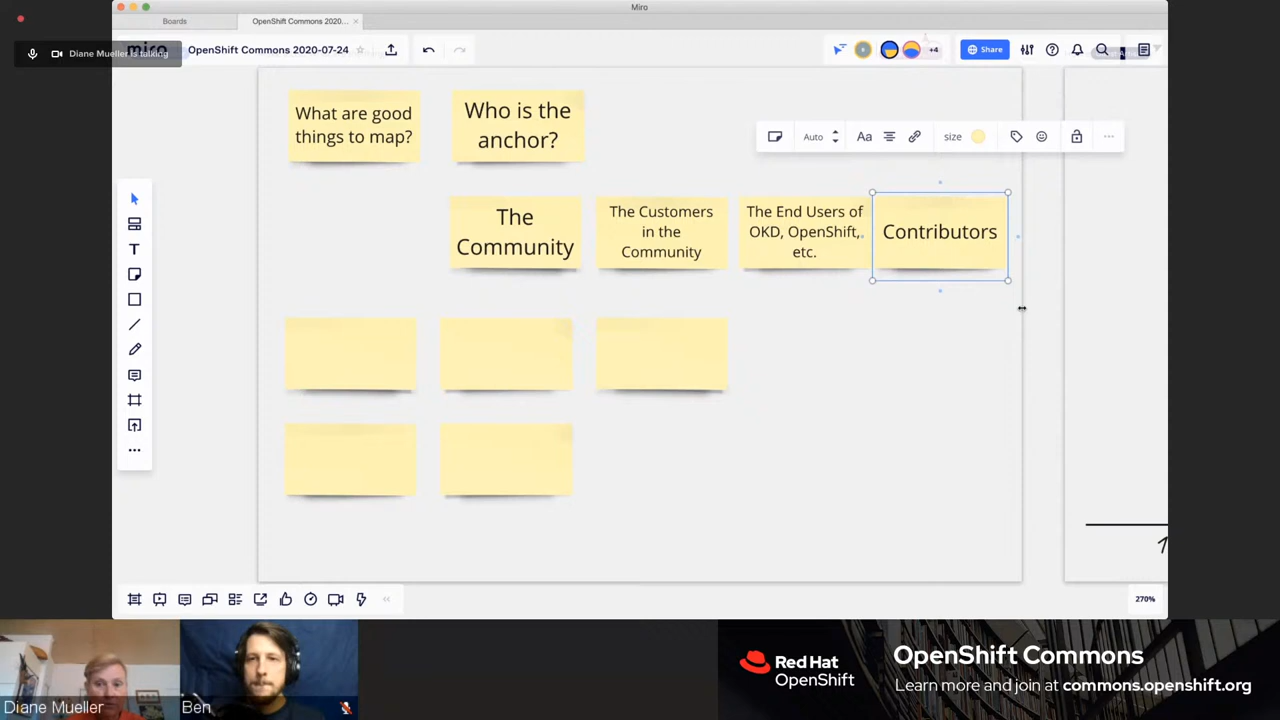 Miro
Boards
OpenShift Commons 2020...
miro
Diane Mueller is talking
OpenShift Commons 2020-07-24
+4
Share
What are good
things to map?
Who is the
anchor?
Auto
Aa
size
The
Community
The Customers
in the
Community
The End Users of
OKD, OpenShift,
etc.
Contributors
T
270%
Diane Mueller
Ben
Red Hat
OpenShift
OpenShift Commons
Learn more and join at commons.openshift.org